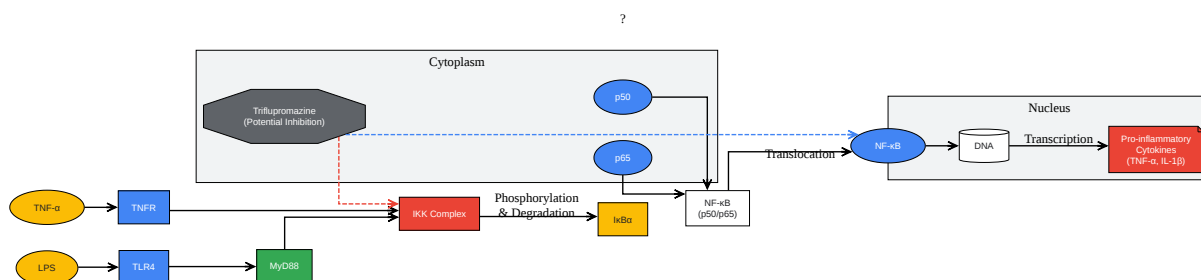 ?
Cytoplasm
Triflupromazine
(Potential Inhibition)
p50
p65
Nucleus
NF-κB
DNA
Transcription
Pro-inflammatory
Cytokines
(TNF-α, IL-1β)
Translocation
TNF-α
TNFR
IKK Complex
Phosphorylation
& Degradation
IκBα
NF-κB
(p50/p65)
LPS
TLR4
MyD88